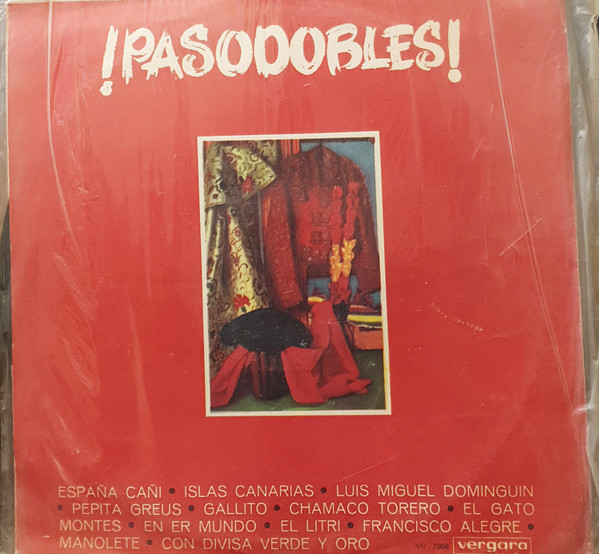 !PASODOBLES!
ESPAÑA CAÑI • ISLAS CANARIAS • LUIS MIGUEL DOMINGUIN
• PEPITA GREUS • GALLITO • CHAMACO TORERO • EL GATO
MONTES • EN ER MUNDO • EL LITRI • FRANCISCO ALEGRE •
MANOLETE • CON DIVISA VERDE Y ORO
vergara